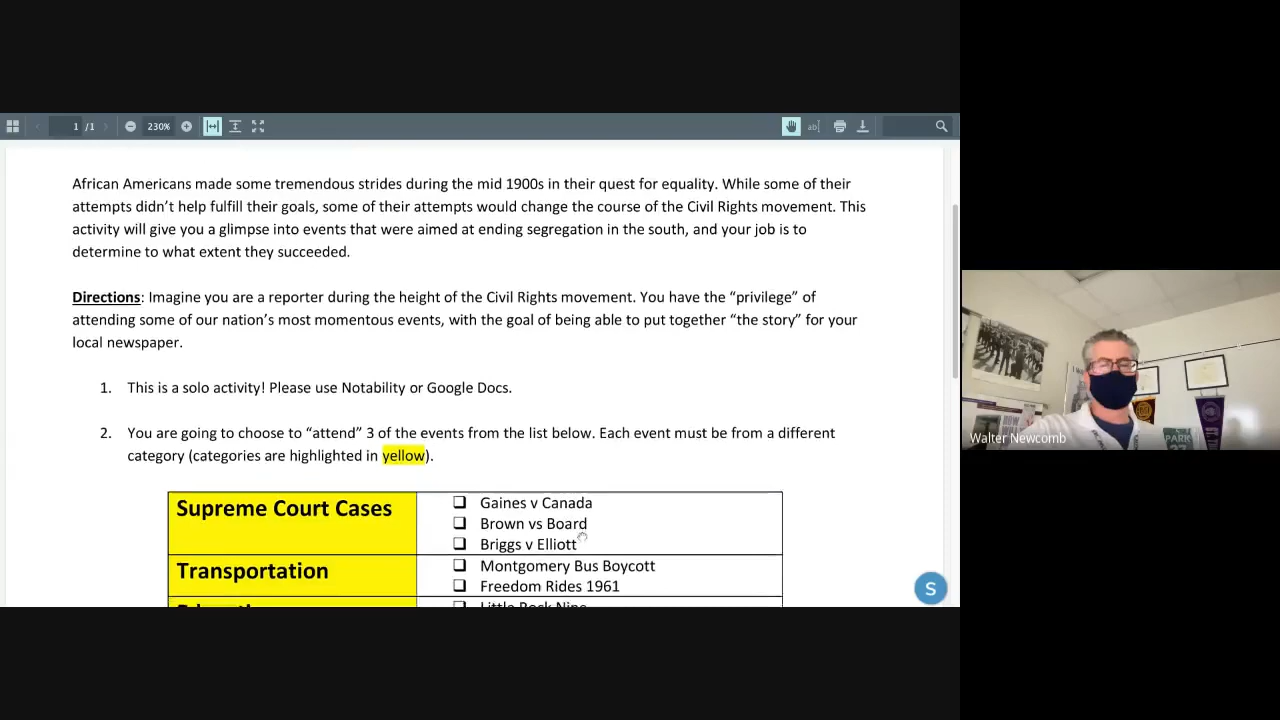 1 /1
230%
ab
African Americans made some tremendous strides during the mid 1900s in their quest for equality. While some of their
attempts didn't help fulfill their goals, some of their attempts would change the course of the Civil Rights movement. This
activity will give you a glimpse into events that were aimed at ending segregation in the south, and your job is to
determine to what extent they succeeded.
Directions: Imagine you are a reporter during the height of the Civil Rights movement. You have the “privilege” of
attending some of our nation's most momentous events, with the goal of being able to put together “the story” for your
local newspaper.
1. This is a solo activity! Please use Notability or Google Docs.
2. You are going to choose to “attend” 3 of the events from the list below. Each event must be from a different
category (categories are highlighted in yellow).
Supreme Court Cases
Gaines v Canada
Brown vs Board
Briggs v Elliott
Transportation
Montgomery Bus Boycott
Freedom Rides 1961
Little Rock Nine
S
Walter Newcomb
PARK